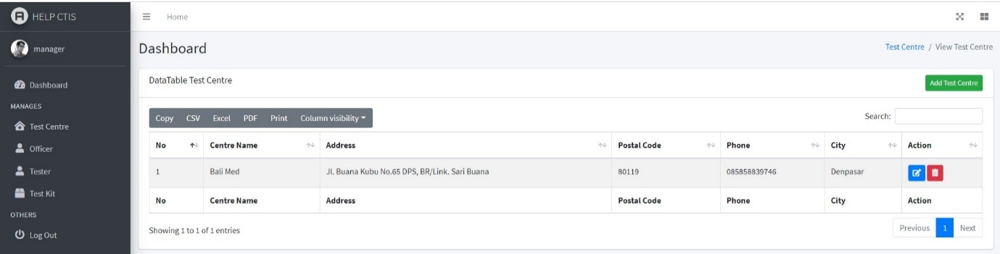 HELP CTIS
Home
manager
Dashboard
Test Centre / View Test Centre
Dashboard
MANAGES
Test Centre
Officer
Tester
Test Kit
OTHERS
Log Out
DataTable Test Centre
Add Test Centre
Copy CSV Excel PDF Print Column visibility
Search:
No Centre Name Address Postal Code Phone City Action
1 Bali Med Jl. Buana Kubu No.65 DPS, BR/Link. Sari Buana 80119 085858839746 Denpasar
No Centre Name Address Postal Code Phone City Action
Showing 1 to 1 of 1 entries
Previous 1 Next